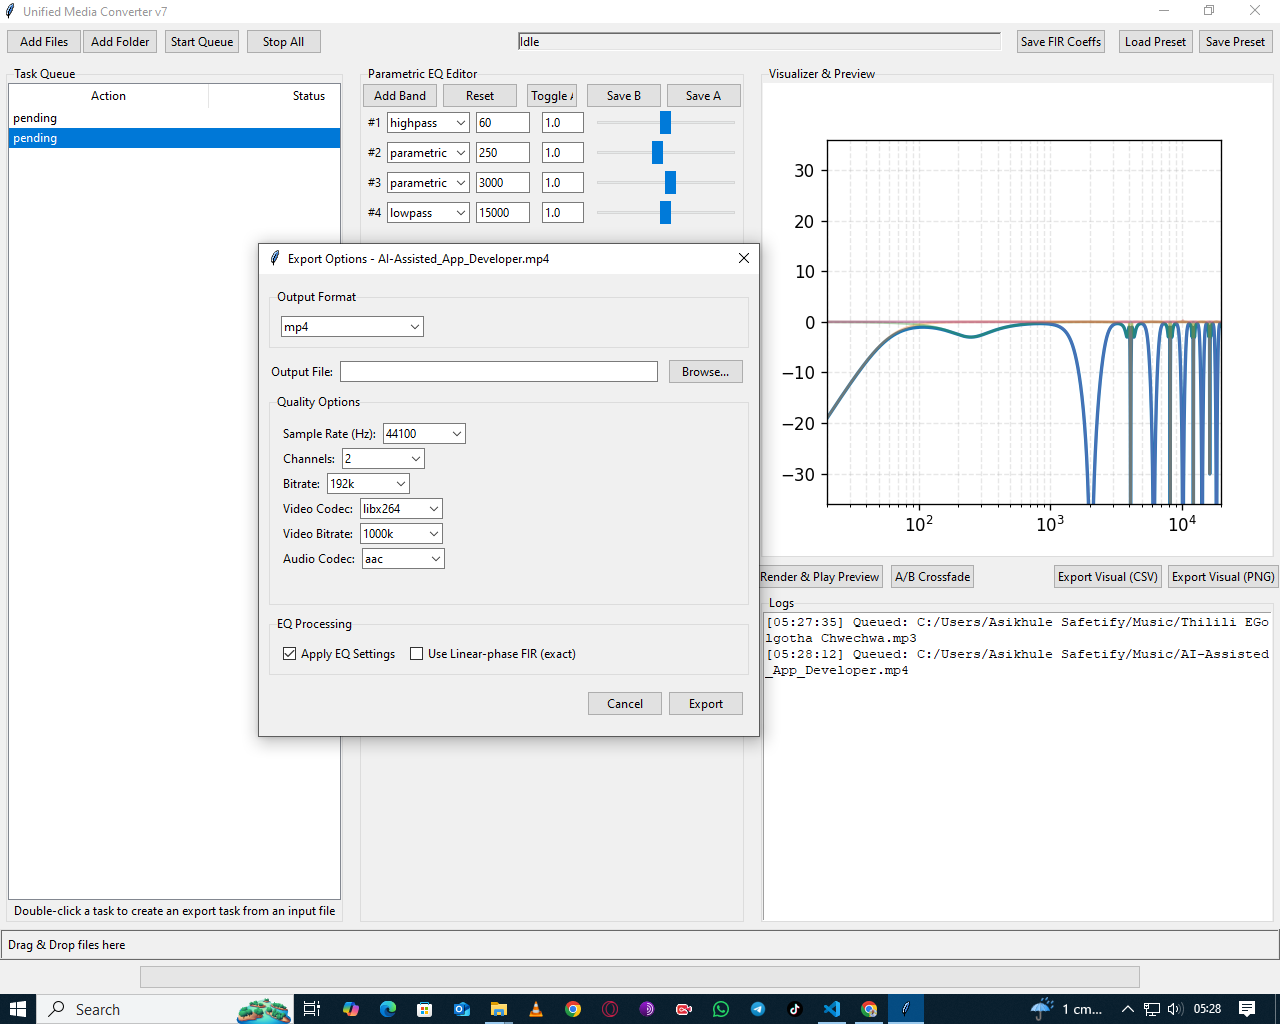 Unified Media Converter v7
Add Files
Add Folder
Start Queue
Stop All
Idle
Save FIR Coeffs
Load Preset
Save Preset
Task Queue
Action Status
pending
pending
Double-click a task to create an export task from an input file
Parametric EQ Editor
Add Band
Reset
Toggle
Save B
Save A
#1 highpass 60 1.0
#2 parametric 250 1.0
#3 parametric 3000 1.0
#4 lowpass 15000 1.0
Export Options - AI-Assisted_App_Developer.mp4
Output Format
mp4
Output File:
Browse...
Quality Options
Sample Rate (Hz): 44100
Channels: 2
Bitrate: 192k
Video Codec: libx264
Video Bitrate: 1000k
Audio Codec: aac
EQ Processing
Apply EQ Settings
Use Linear-phase FIR (exact)
Cancel
Export
Visualizer & Preview
30
20
10
0
−10
−20
−30
10² 10³ 10⁴
Render & Play Preview
A/B Crossfade
Export Visual (CSV)
Export Visual (PNG)
Logs
[05:27:35] Queued: C:/Users/Asikhule Safetify/Music/Thilili EGo
lgotha Chwechwa.mp3
[05:28:12] Queued: C:/Users/Asikhule Safetify/Music/AI-Assisted
_App_Developer.mp4
Drag & Drop files here
Search
1 cm...
05:28